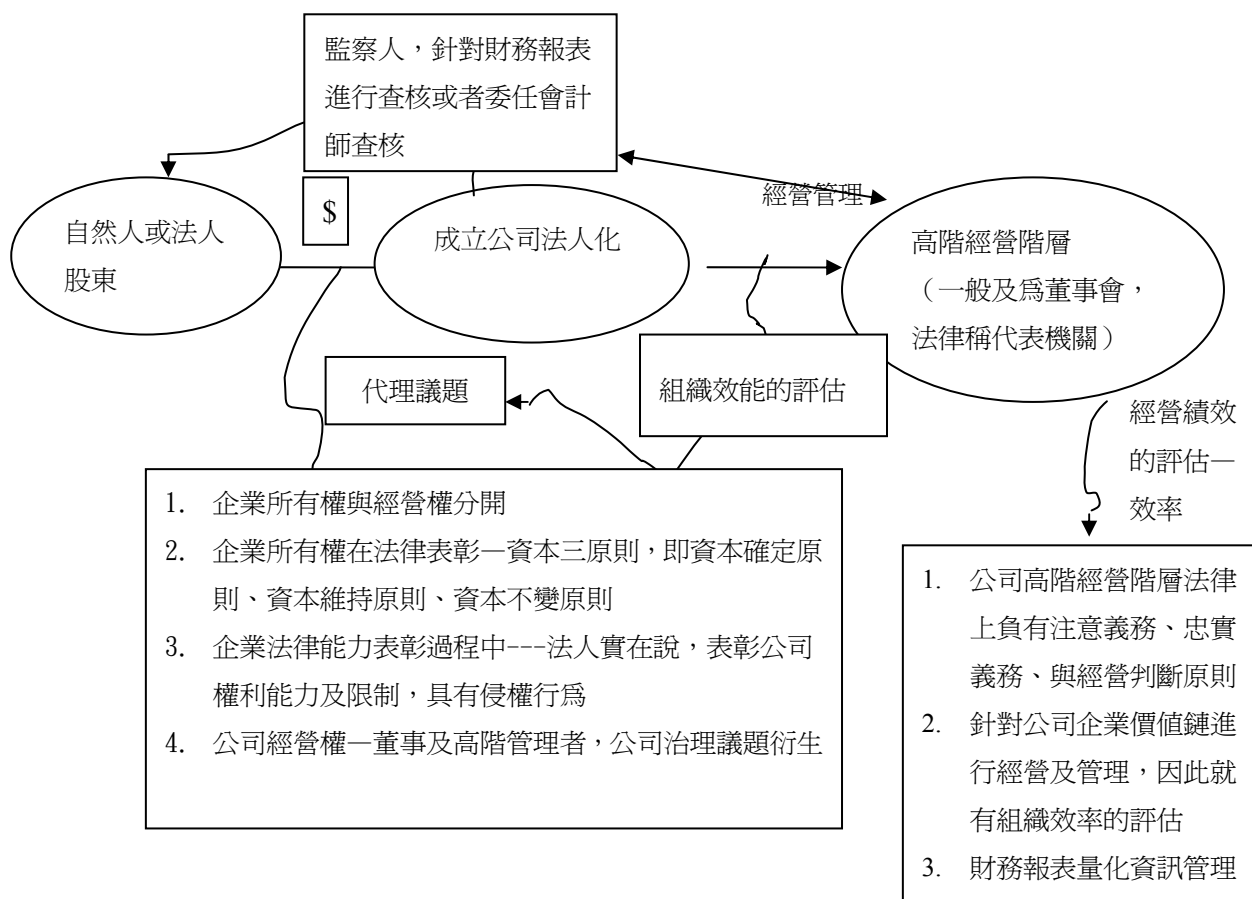 監察人，針對財務報表
進行查核或者委任會計
師查核
$
經營管理
自然人或法人
股東
成立公司法人化
高階經營階層
（一般及爲董事會，
法律稱代表機關）
代理議題
組織效能的評估
經營績效
的評估—
效率
1. 企業所有權與經營權分開
2. 企業所有權在法律表彰—資本三原則，即資本確定原
則、資本維持原則、資本不變原則
3. 企業法律能力表彰過程中---法人實在說，表彰公司
權利能力及限制，具有侵權行爲
4. 公司經營權—董事及高階管理者，公司治理議題衍生
1. 公司高階經營階層法律
上負有注意義務、忠實
義務、與經營判斷原則
2. 針對公司企業價值鏈進
行經營及管理，因此就
有組織效率的評估
3. 財務報表量化資訊管理